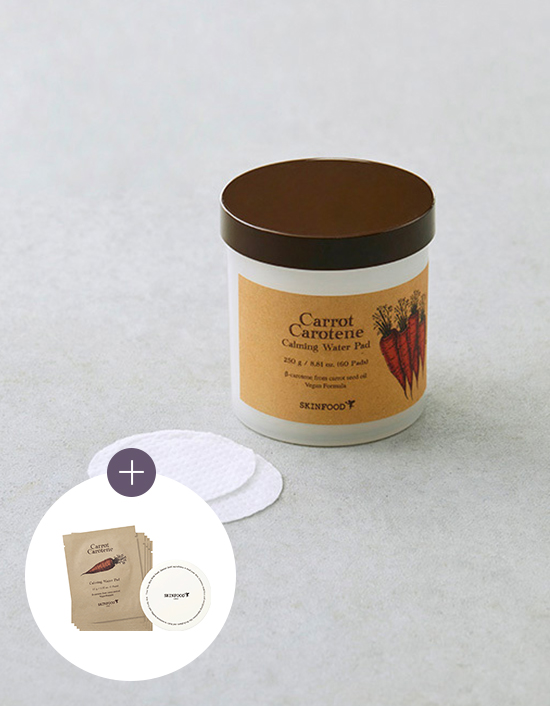 Carrot
Carotene
Calming Water Pad
250 g / 8.81 oz. (60 Pads)
β-carotene from carrot seed oil
Vegan Formula
SKINFOOD
Carrot
Carotene
Calming Water Pad
SKINFOOD
SKINFOOD